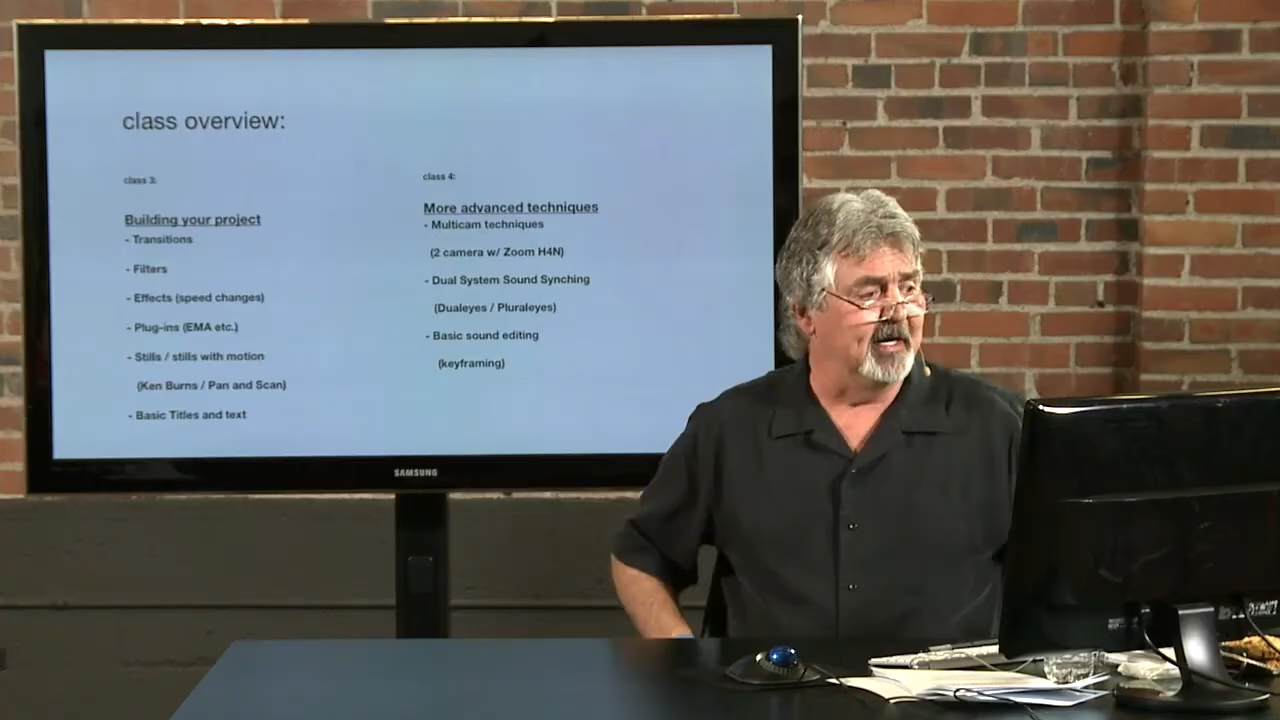 class overview:
class 3:
Building your project
- Transitions
- Filters
- Effects (speed changes)
- Plug-ins (EMA etc.)
- Stills / stills with motion
(Ken Burns / Pan and Scan)
- Basic Titles and text
class 4:
More advanced techniques
- Multicam techniques
(2 camera w/ Zoom H4N)
- Dual System Sound Synching
(Dualeyes / Pluraleyes)
- Basic sound editing
(keyframing)
SAMSUNG